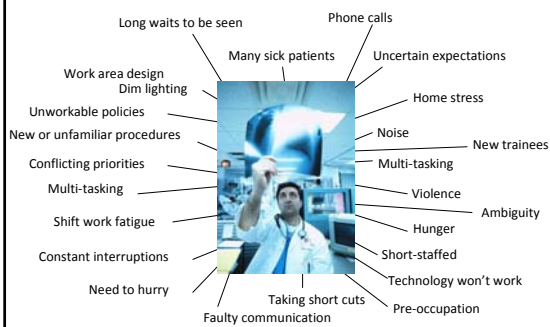 Long waits to be seen
Phone calls
Many sick patients
Uncertain expectations
Work area design
Dim lighting
Home stress
Unworkable policies
Noise
New or unfamiliar procedures
New trainees
Conflicting priorities
Multi-tasking
Multi-tasking
Violence
Ambiguity
Shift work fatigue
Hunger
Constant interruptions
Short-staffed
Technology won’t work
Need to hurry
Taking short cuts
Pre-occupation
Faulty communication